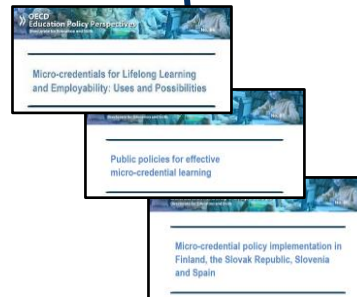 OECD
Education Policy Perspectives
Micro-credentials for Lifelong Learning
and Employability: Uses and Possibilities
Public policies for effective
micro-credential learning
Micro-credential policy implementation in
Finland, the Slovak Republic, Slovenia
and Spain